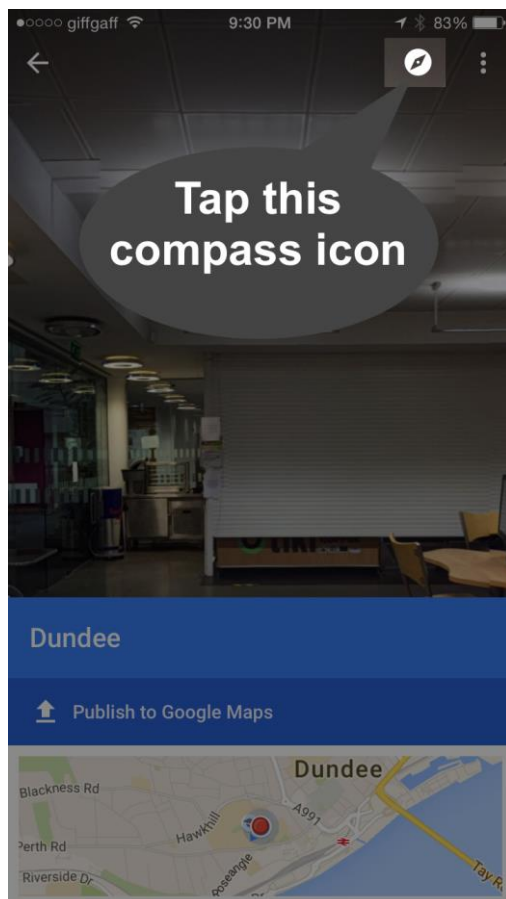 giffgaff 9:30 PM 83%
Tap this
compass icon
Dundee
Publish to Google Maps
Dundee
Blackness Rd
A991
Hawkhill
Perth Rd
Roseangle
Riverside Dr
Tay R